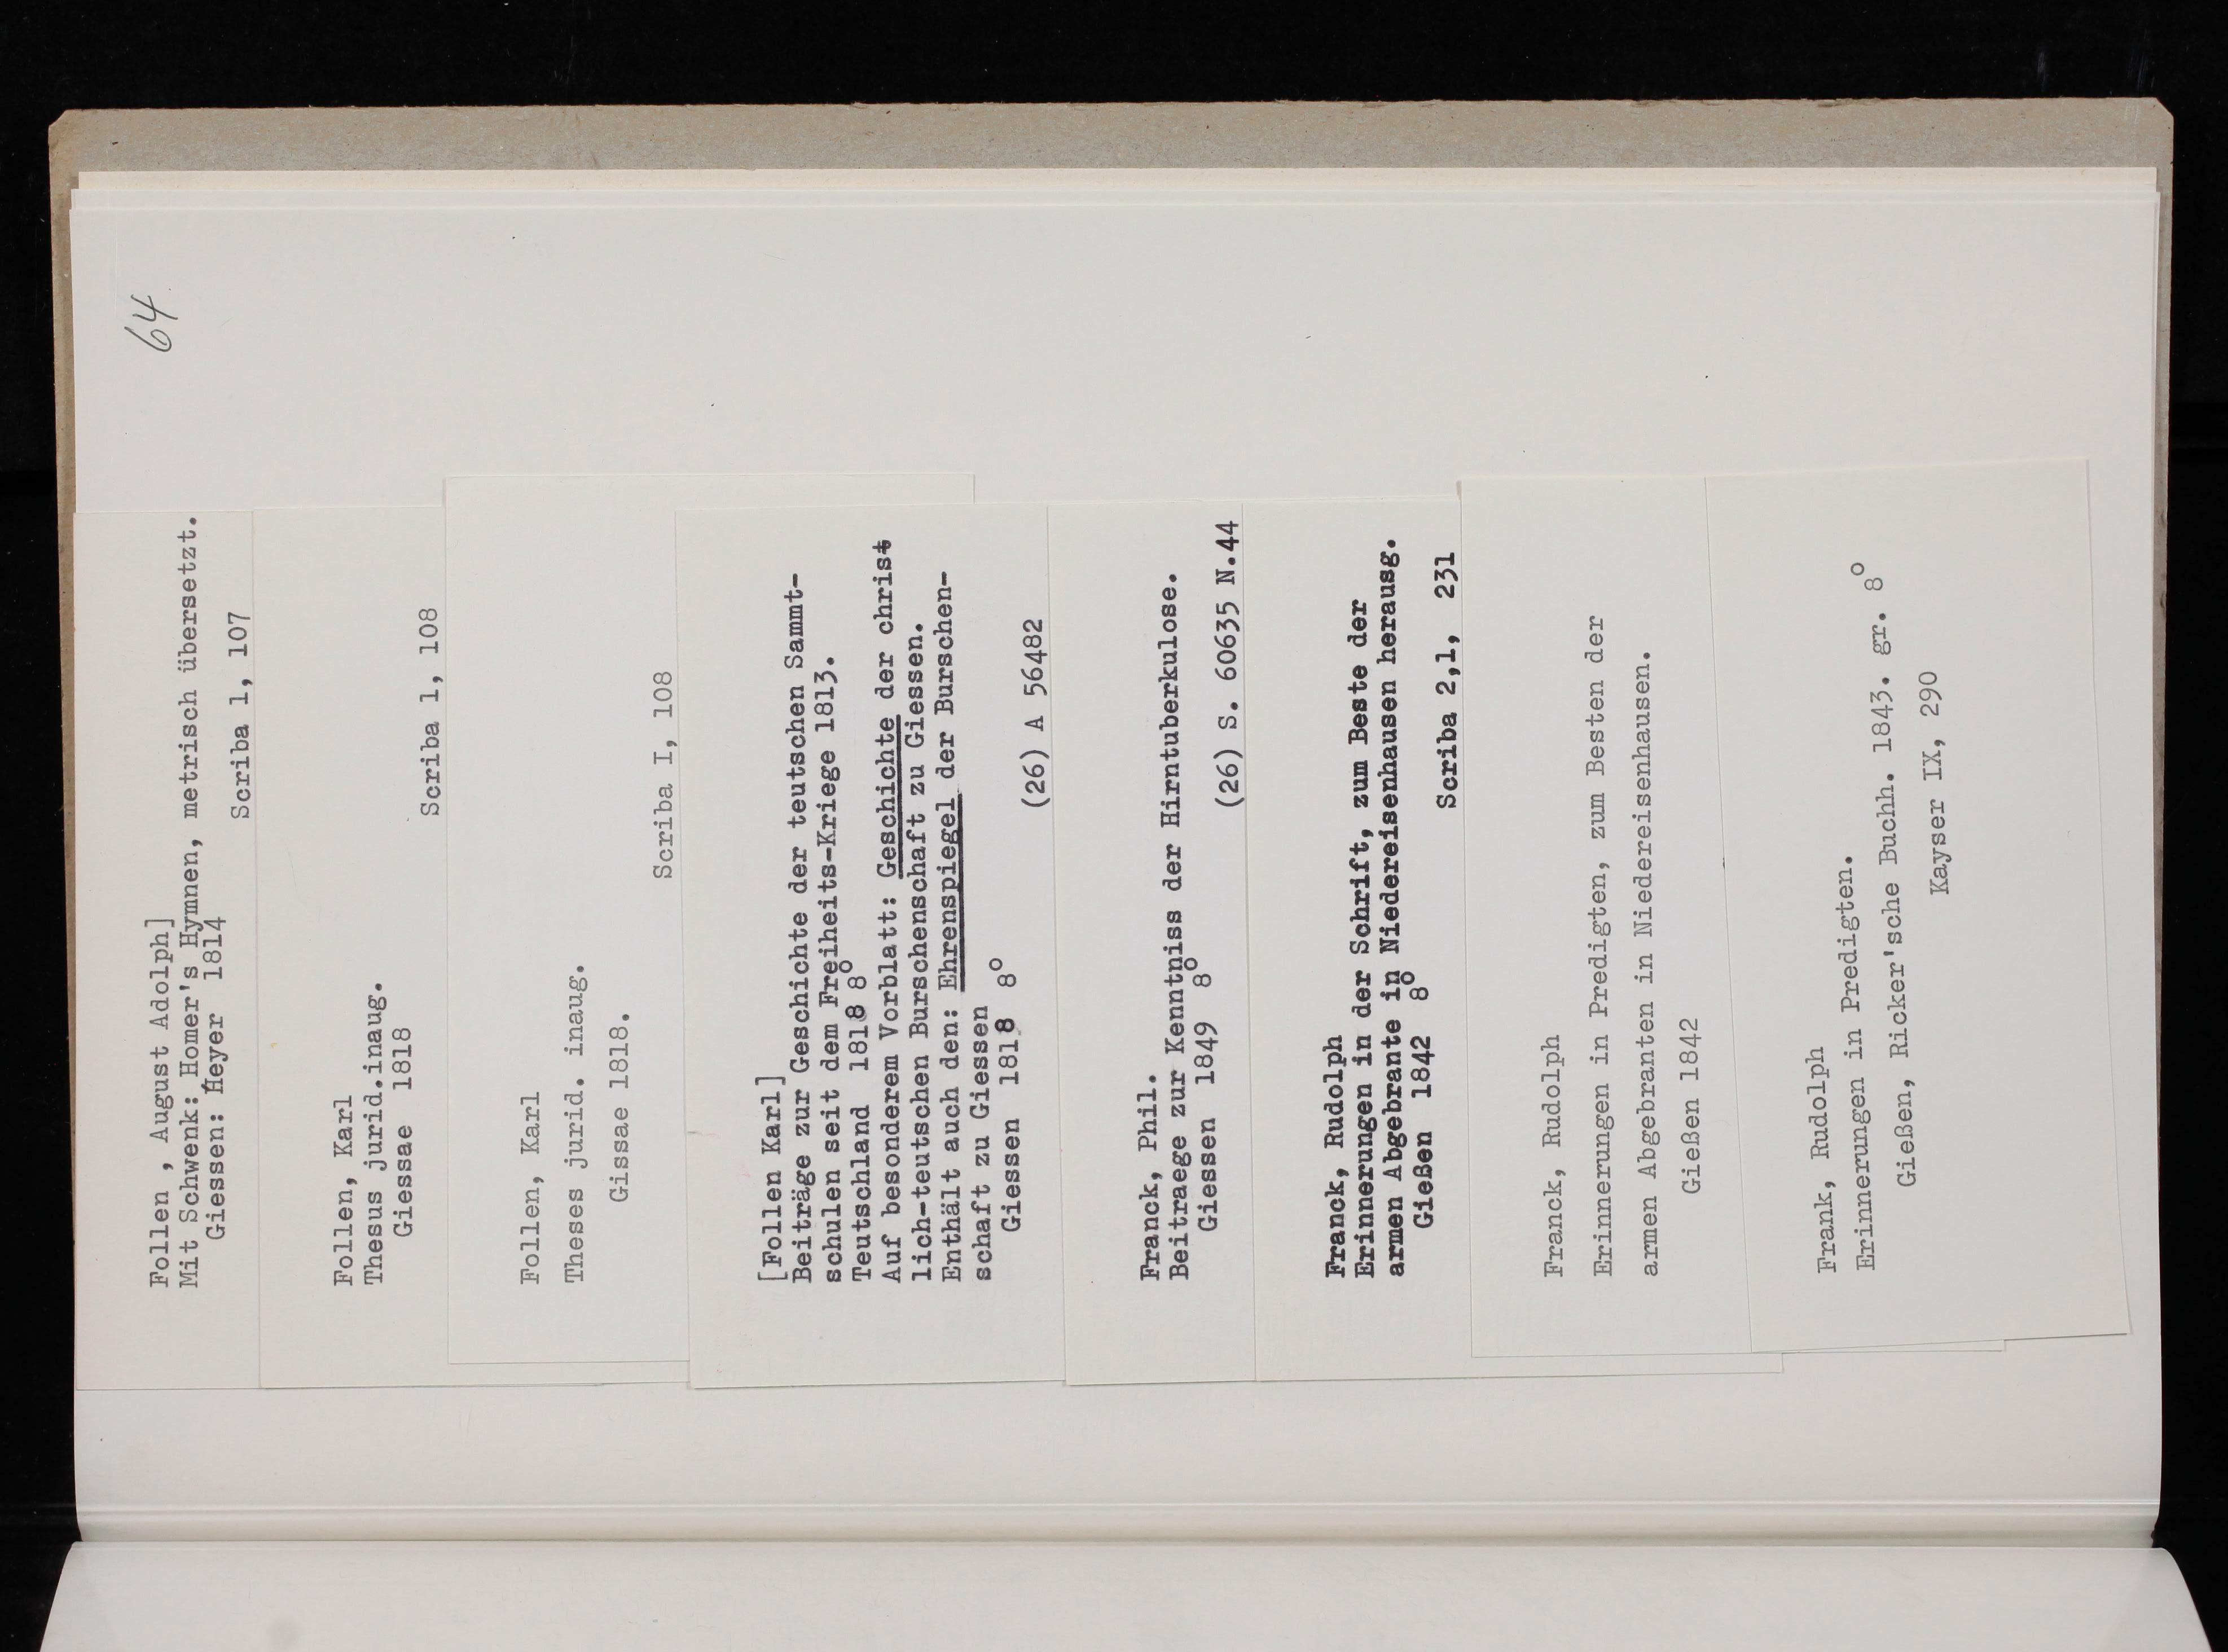 64
Follen , August Adolph]
Mit Schwenk: Homer's Hymnen, metrisch übersetzt.
Giessen: Heyer 1814
Scriba 1, 107
Follen, Karl
Thesus jurid.inaug.
Giessae 1818
Scriba 1, 108
Follen, Karl
Theses jurid. inaug.
Gissae 1818.
Scriba I, 108
[Follen Karl]
Beiträge zur Geschichte der teutschen Sammt-
schulen seit dem Freiheits-Kriege 1813.
Teutschland 1818 8°
Auf besonderem Vorblatt: Geschichte der christ
lich-teutschen Burschenschaft zu Giessen.
Enthält auch den: Ehrenspiegel der Burschen-
schaft zu Giessen
Giessen 1818 8°
(26) A 56482
Franck, Phil.
Beitraege zur Kenntniss der Hirntuberkulose.
Giessen 1849 8°
(26) S. 60635 N.44
Franck, Rudolph
Erinnerungen in der Schrift, zum Beste der
armen Abgebrante in Niedereisenhausen herausg.
Gießen 1842 8°
Scriba 2,1, 231
Franck, Rudolph
Erinnerungen in Predigten, zum Besten der
armen Abgebranten in Niedereisenhausen.
Gießen 1842
Frank, Rudolph
Erinnerungen in Predigten.
Gießen, Ricker'sche Buchh. 1843. gr. 8°
Kayser IX, 290